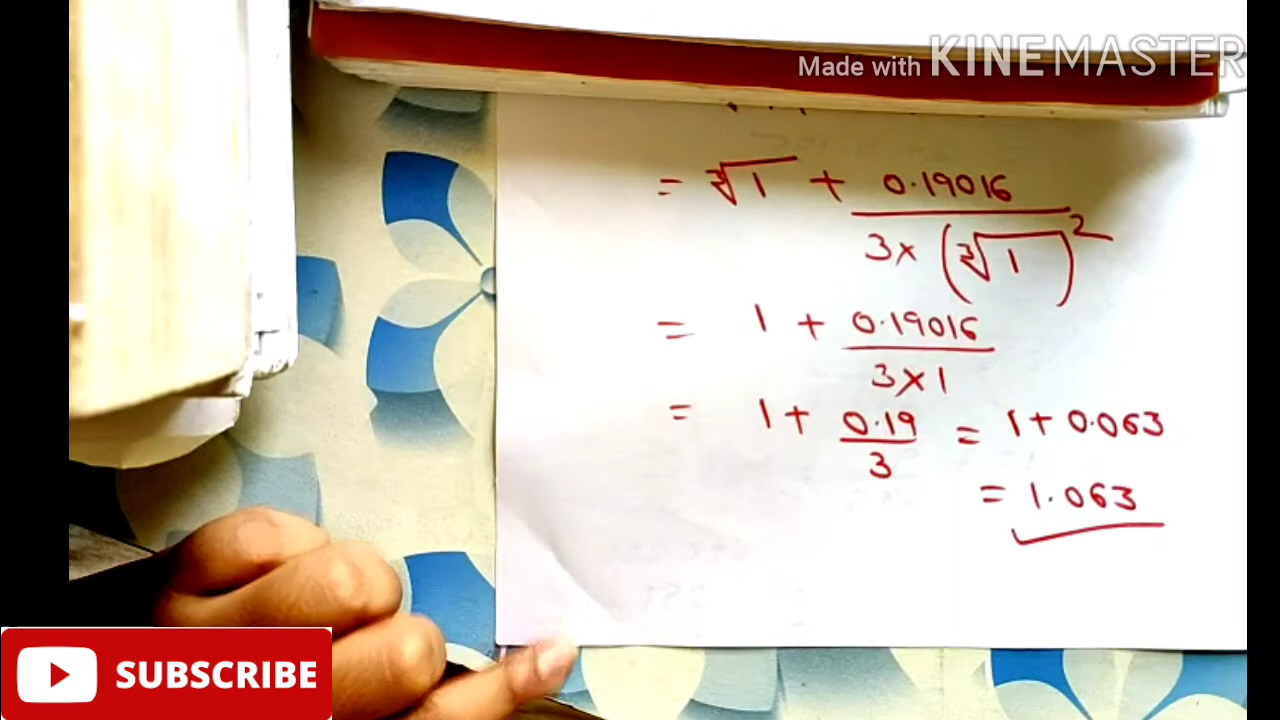 Made with KINEMASTER
= ∛1 + 0.19016 / 3× (∛1)²
= 1 + 0.19016 / 3×1
= 1+ 0.19 / 3 = 1+ 0.063
= 1.063
SUBSCRIBE